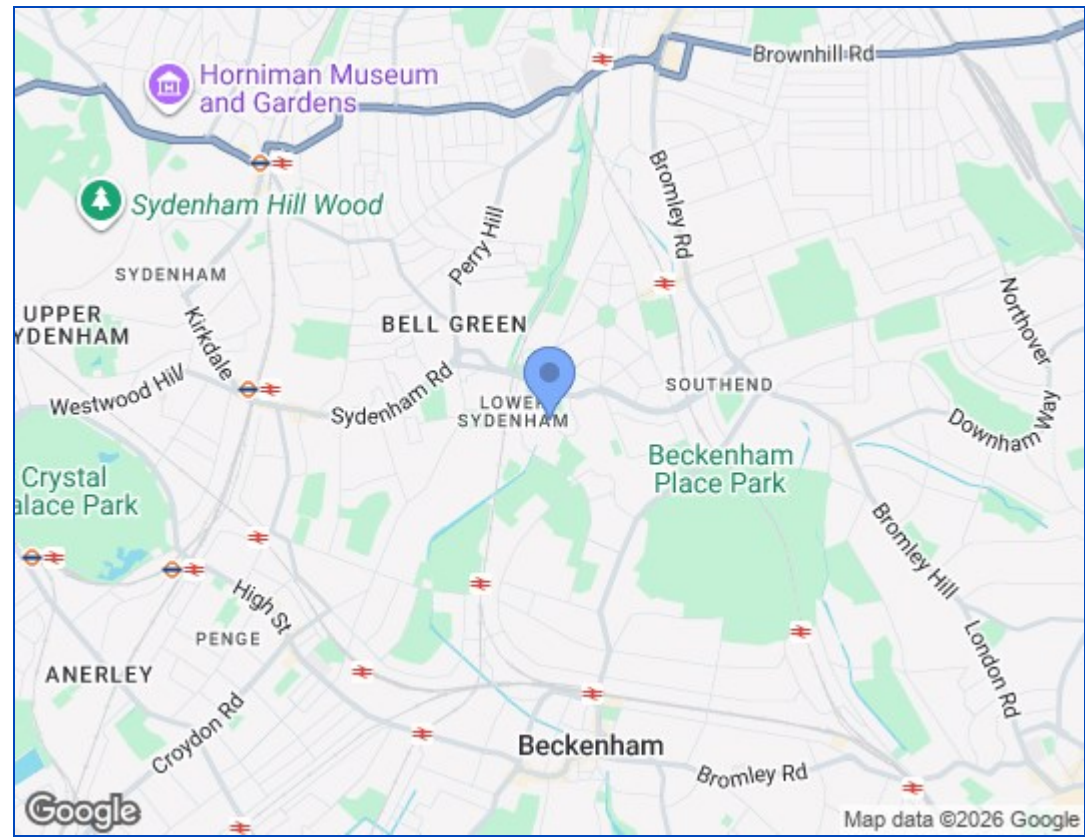 Brownhill Rd
Horniman Museum
and Gardens
Bromley Rd
Sydenham Hill Wood
Perry Hill
SYDENHAM
UPPER
YDENHAM
Kirkdale
BELL GREEN
Northover
Westwood Hill
Sydenham Rd
LOWER
SYDENHAM
SOUTHEND
Downham Way
Crystal
alace Park
Beckenham
Place Park
Bromley Hill
High St
PENGE
London Rd
ANERLEY
Croydon Rd
Beckenham
Bromley Rd
Google
Map data ©2026 Google